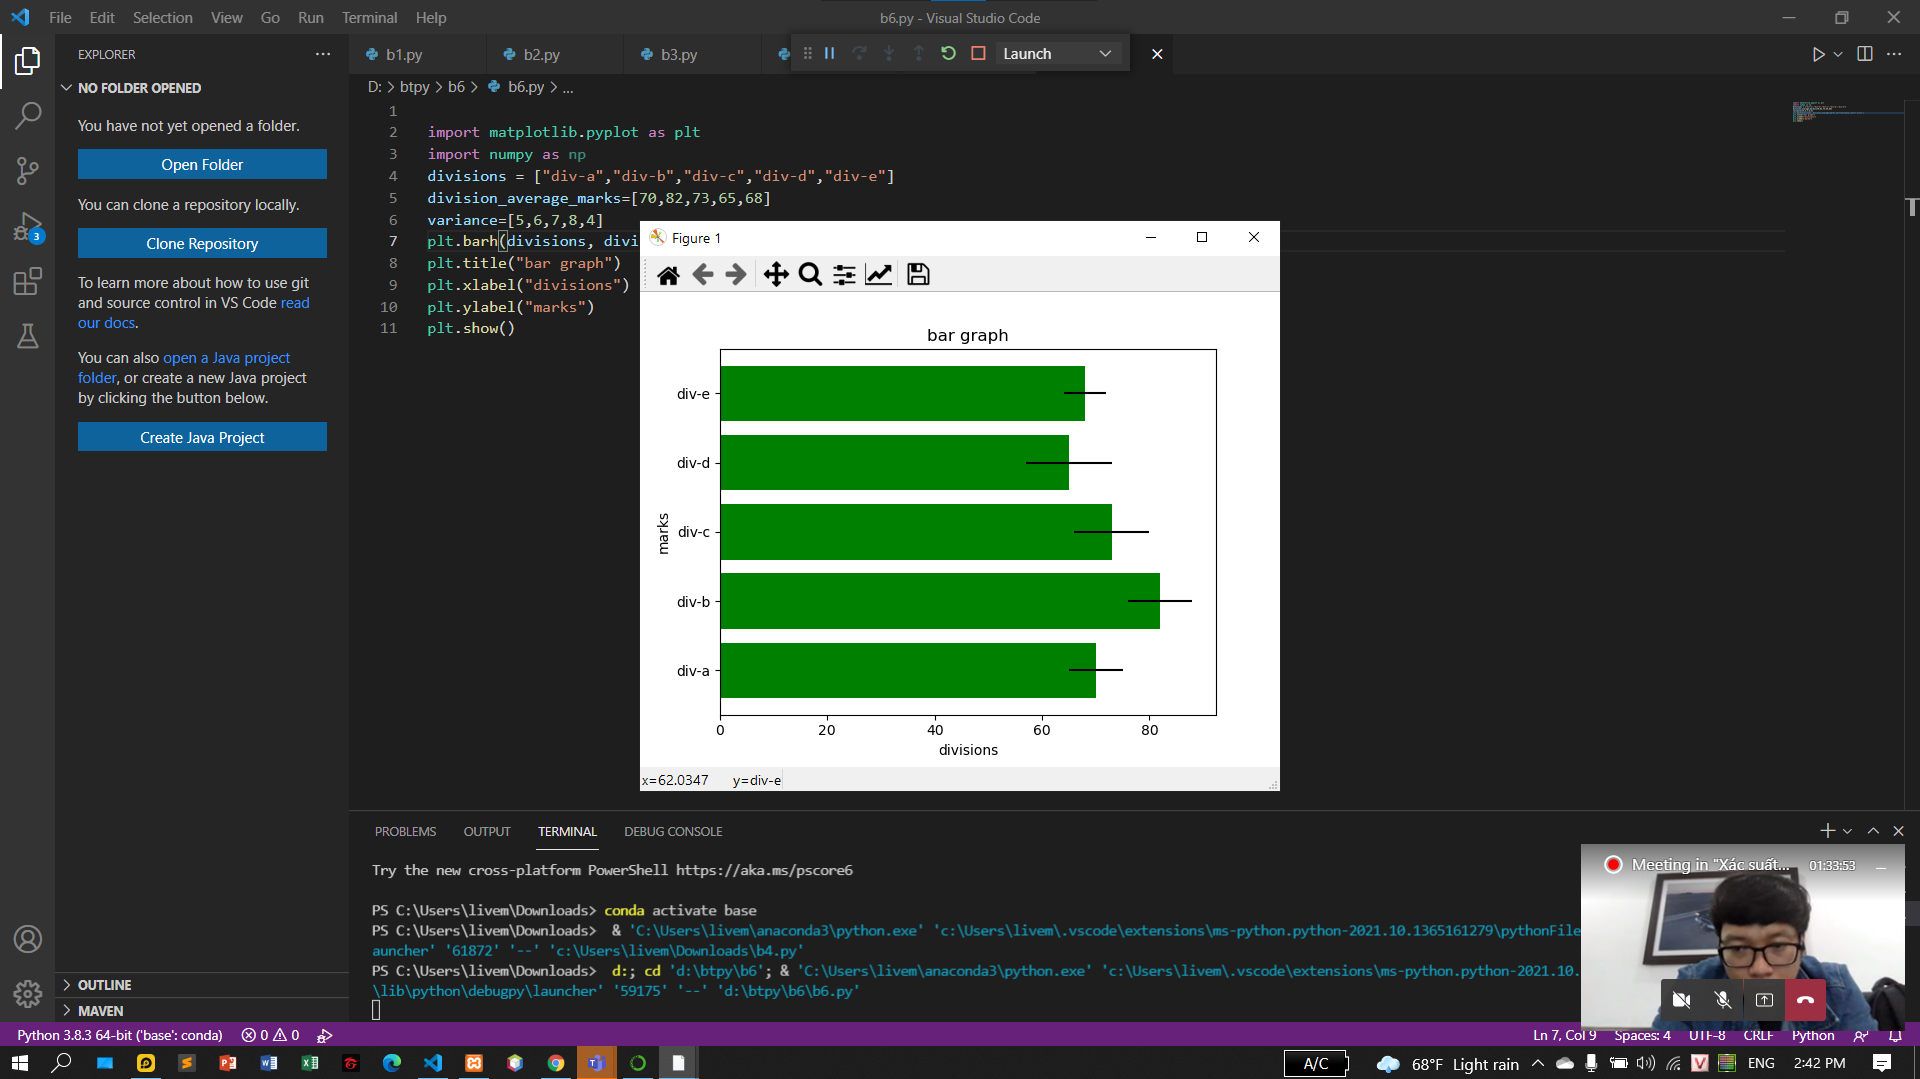 File Edit Selection View Go Run Terminal Help
b6.py - Visual Studio Code
EXPLORER
NO FOLDER OPENED
You have not yet opened a folder.
Open Folder
You can clone a repository locally.
Clone Repository
To learn more about how to use git
and source control in VS Code read
our docs.
You can also open a Java project
folder, or create a new Java project
by clicking the button below.
Create Java Project
OUTLINE
MAVEN
3
b1.py b2.py b3.py
Launch
D: > btpy > b6 > b6.py > ...
1
2 import matplotlib.pyplot as plt
3 import numpy as np
4 divisions = ["div-a","div-b","div-c","div-d","div-e"]
5 division_average_marks=[70,82,73,65,68]
6 variance=[5,6,7,8,4]
7 plt.barh(divisions, divi
8 plt.title("bar graph")
9 plt.xlabel("divisions")
10 plt.ylabel("marks")
11 plt.show()
Figure 1
bar graph
div-e
div-d
div-c
div-b
div-a
marks
0 20 40 60 80
divisions
x=62.0347 y=div-e
PROBLEMS OUTPUT TERMINAL DEBUG CONSOLE
Try the new cross-platform PowerShell https://aka.ms/pscore6
PS C:\Users\livem\Downloads> conda activate base
PS C:\Users\livem\Downloads> & 'C:\Users\livem\anaconda3\python.exe' 'c:\Users\livem\.vscode\extensions\ms-python.python-2021.10.1365161279\pythonFile
auncher' '61872' '--' 'c:\Users\livem\Downloads\b4.py'
PS C:\Users\livem\Downloads> d:; cd 'd:\btpy\b6'; & 'C:\Users\livem\anaconda3\python.exe' 'c:\Users\livem\.vscode\extensions\ms-python.python-2021.10.
\lib\python\debugpy\launcher' '59175' '--' 'd:\btpy\b6\b6.py'
Meeting in "Xác suất... 01:33:53
Python 3.8.3 64-bit ('base': conda) 0 0
Ln 7, Col 9 Spaces: 4 UTF-8 CRLF Python
A/C 68°F Light rain ENG 2:42 PM